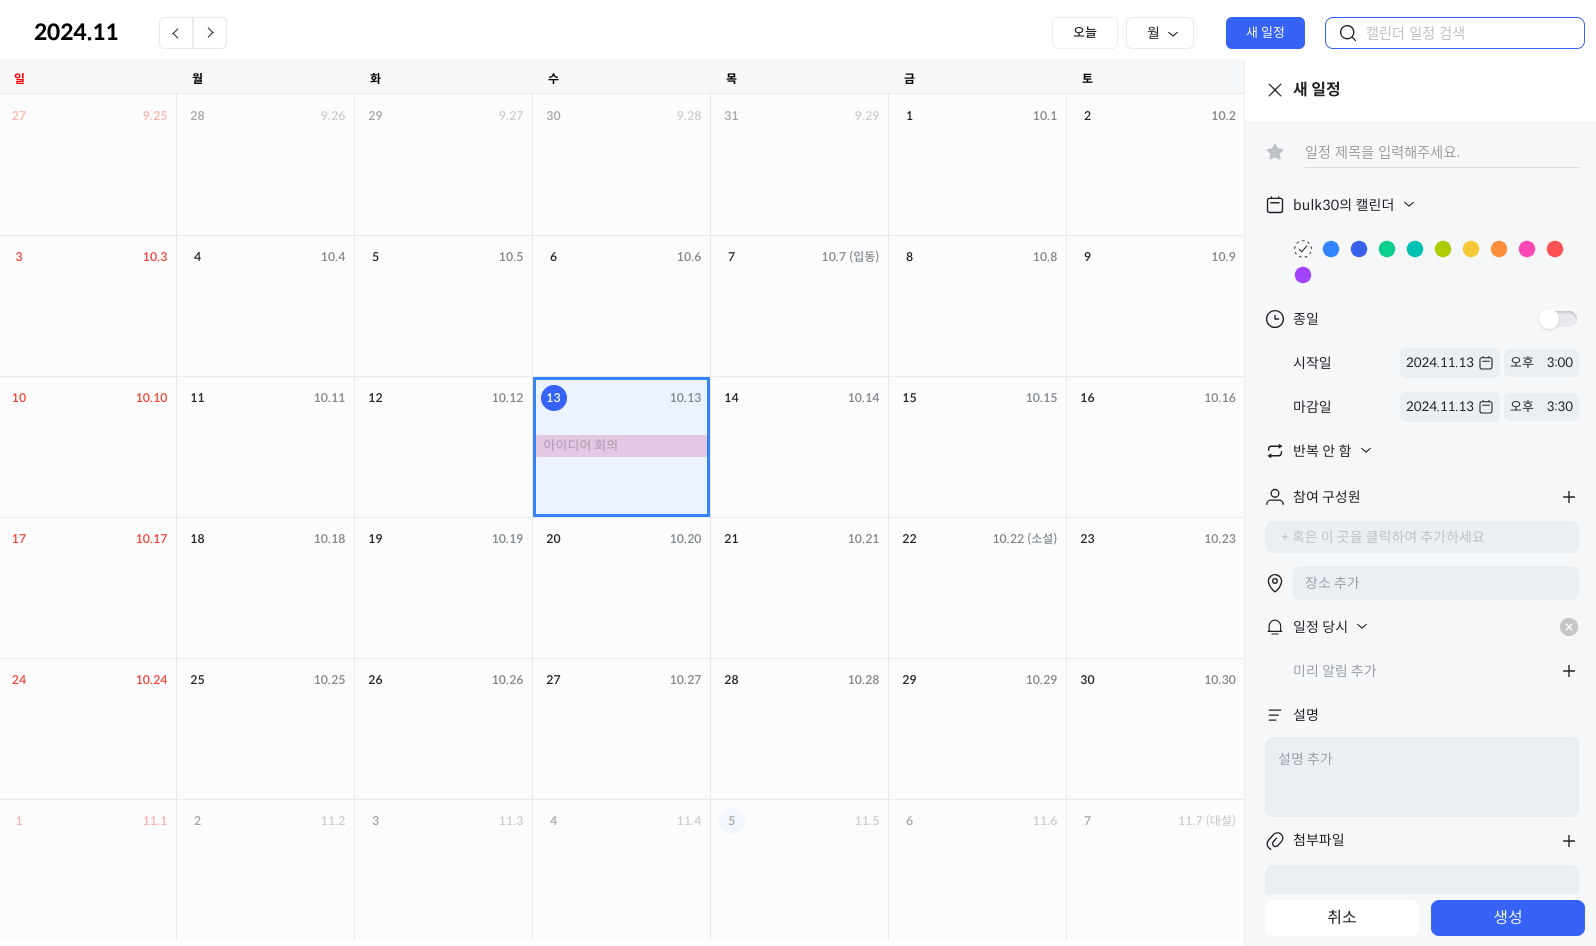 2024.11
오늘
월
새 일정
캘린더 일정 검색
일 월 화 수 목 금 토
27 9.25 28 9.26 29 9.27 30 9.28 31 9.29 1 10.1 2 10.2
3 10.3 4 10.4 5 10.5 6 10.6 7 10.7 (입동) 8 10.8 9 10.9
10 10.10 11 10.11 12 10.12 13 10.13 14 10.14 15 10.15 16 10.16
아이디어 회의
17 10.17 18 10.18 19 10.19 20 10.20 21 10.21 22 10.22 (소설) 23 10.23
24 10.24 25 10.25 26 10.26 27 10.27 28 10.28 29 10.29 30 10.30
1 11.1 2 11.2 3 11.3 4 11.4 5 11.5 6 11.6 7 11.7 (대설)
새 일정
일정 제목을 입력해주세요.
bulk30의 캘린더
종일
시작일 2024.11.13 오후 3:00
마감일 2024.11.13 오후 3:30
반복 안 함
참여 구성원
+ 혹은 이 곳을 클릭하여 추가하세요
장소 추가
일정 당시
미리 알림 추가
설명
설명 추가
첨부파일
취소 생성